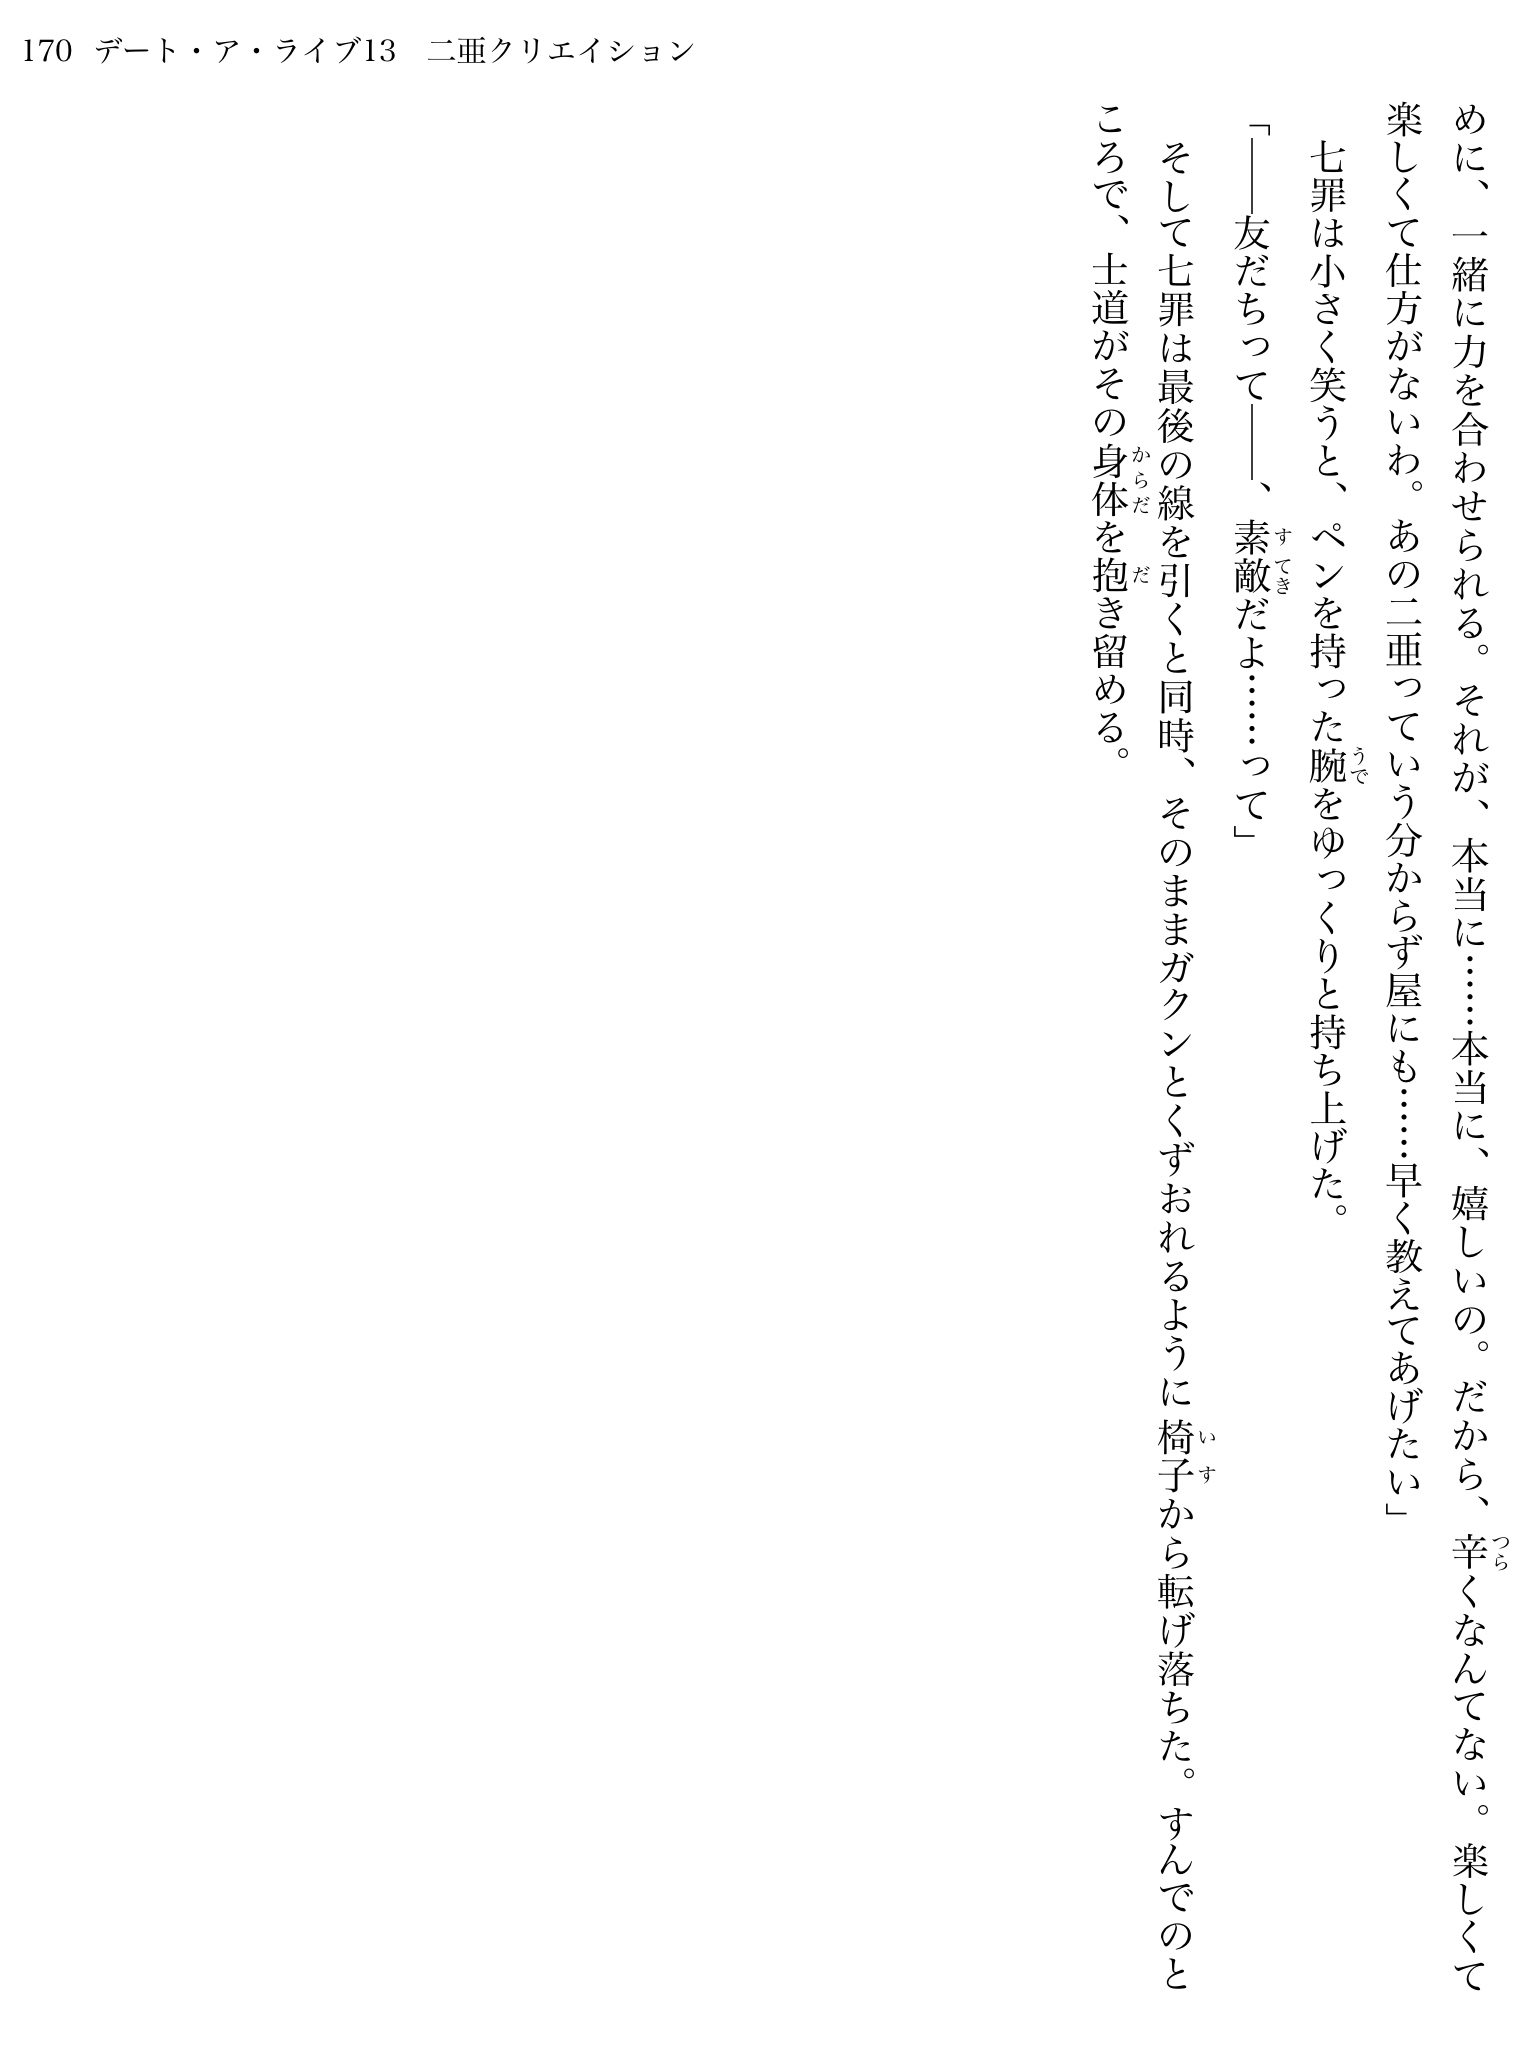 170 デート・ア・ライブ13　二亜クリエイション
めに、一緒に力を合わせられる。それが、本当に……本当に、嬉しいの。だから、辛くなんてない。楽しくて
楽しくて仕方がないわ。あの二亜っていう分からず屋にも……早く教えてあげたい」
　七罪は小さく笑うと、ペンを持った腕をゆっくりと持ち上げた。
「――友だちって――、素敵だよ……って」
　そして七罪は最後の線を引くと同時、そのままガクンとくずおれるように椅子から転げ落ちた。すんでのと
ころで、士道がその身体を抱き留める。